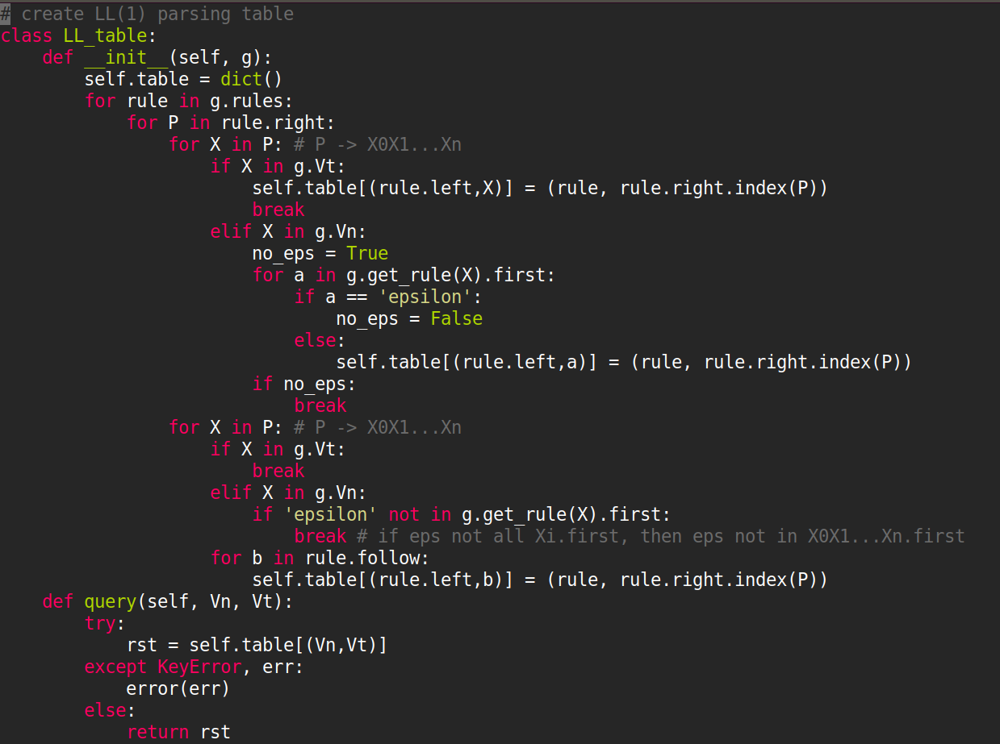 # create LL(1) parsing table
class LL_table:
    def __init__(self, g):
        self.table = dict()
        for rule in g.rules:
            for P in rule.right:
                for X in P: # P -> X0X1...Xn
                    if X in g.Vt:
                        self.table[(rule.left,X)] = (rule, rule.right.index(P))
                        break
                    elif X in g.Vn:
                        no_eps = True
                        for a in g.get_rule(X).first:
                            if a == 'epsilon':
                                no_eps = False
                            else:
                                self.table[(rule.left,a)] = (rule, rule.right.index(P))
                        if no_eps:
                            break
                for X in P: # P -> X0X1...Xn
                    if X in g.Vt:
                        break
                    elif X in g.Vn:
                        if 'epsilon' not in g.get_rule(X).first:
                            break # if eps not all Xi.first, then eps not in X0X1...Xn.first
                    for b in rule.follow:
                        self.table[(rule.left,b)] = (rule, rule.right.index(P))
    def query(self, Vn, Vt):
        try:
            rst = self.table[(Vn,Vt)]
        except KeyError, err:
            error(err)
        else:
            return rst